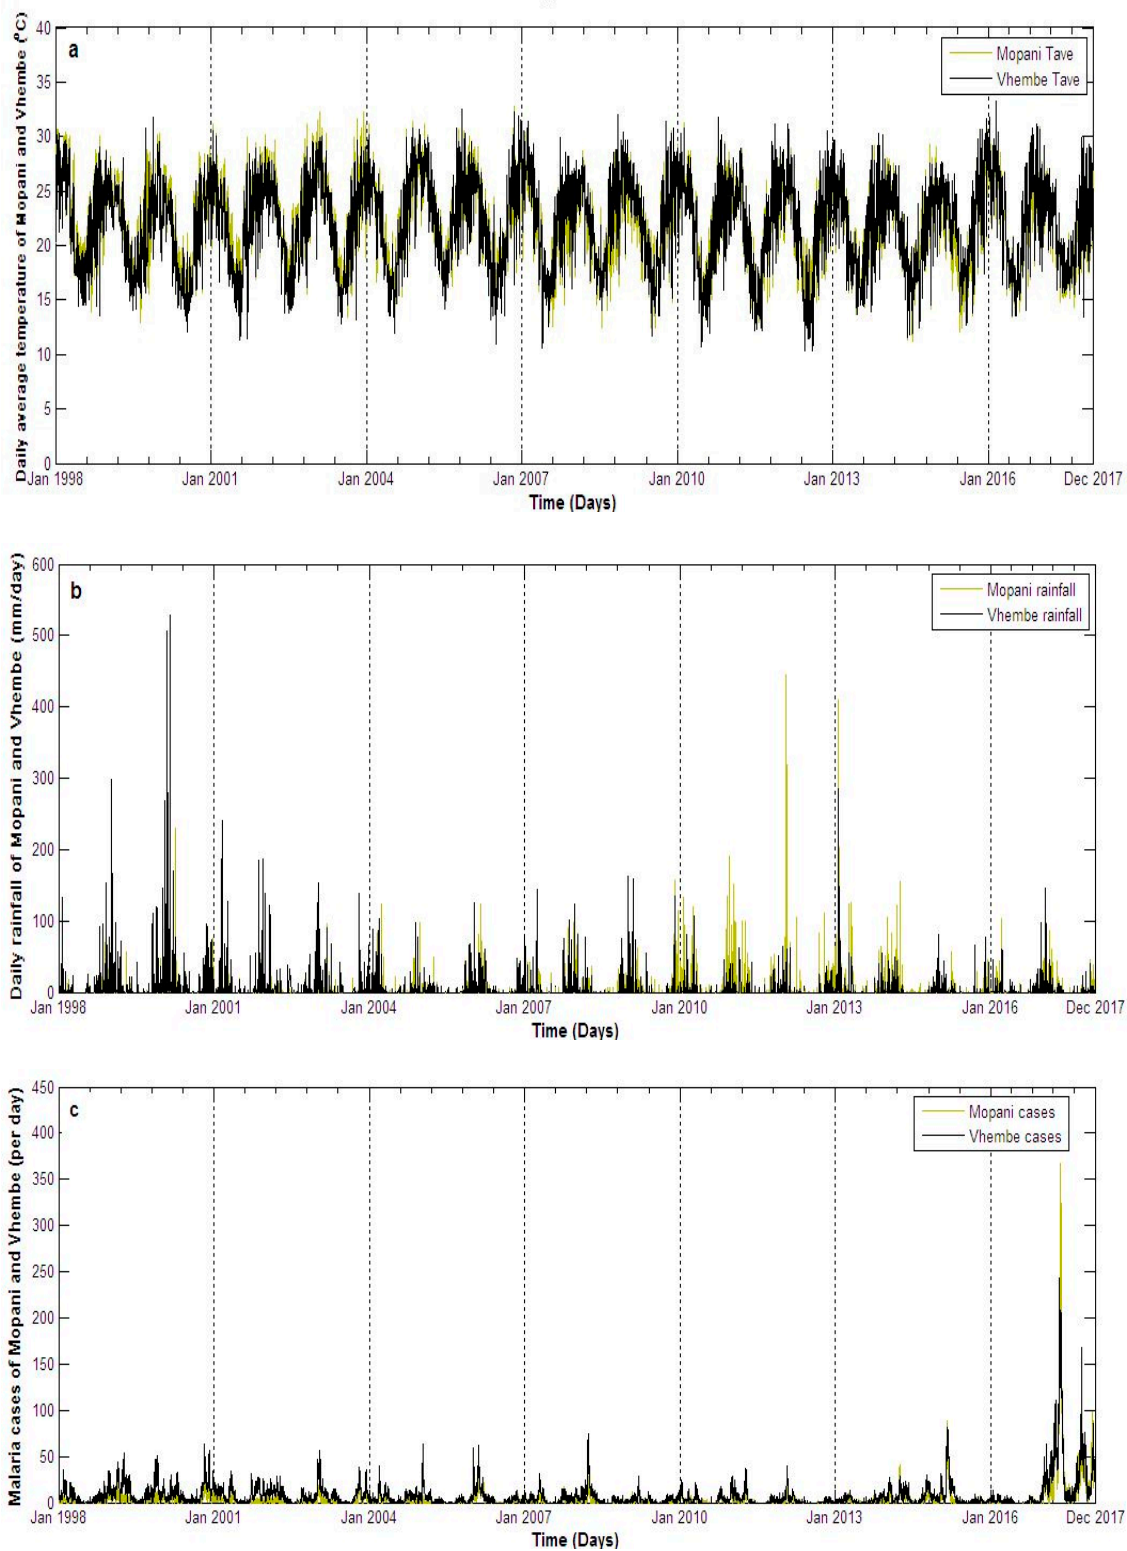 a
Daily average temperature of Mopani and Vhembe (⁰C)
40
35
30
25
20
15
10
5
0
Mopani Tave
Vhembe Tave
Jan 1998 Jan 2001 Jan 2004 Jan 2007 Jan 2010 Jan 2013 Jan 2016 Dec 2017
Time (Days)
b
Daily rainfall of Mopani and Vhembe (mm/day)
600
500
400
300
200
100
0
Mopani rainfall
Vhembe rainfall
Jan 1998 Jan 2001 Jan 2004 Jan 2007 Jan 2010 Jan 2013 Jan 2016 Dec 2017
Time (Days)
c
Malaria cases of Mopani and Vhembe (per day)
450
400
350
300
250
200
150
100
50
0
Mopani cases
Vhembe cases
Jan 1998 Jan 2001 Jan 2004 Jan 2007 Jan 2010 Jan 2013 Jan 2016 Dec 2017
Time (Days)